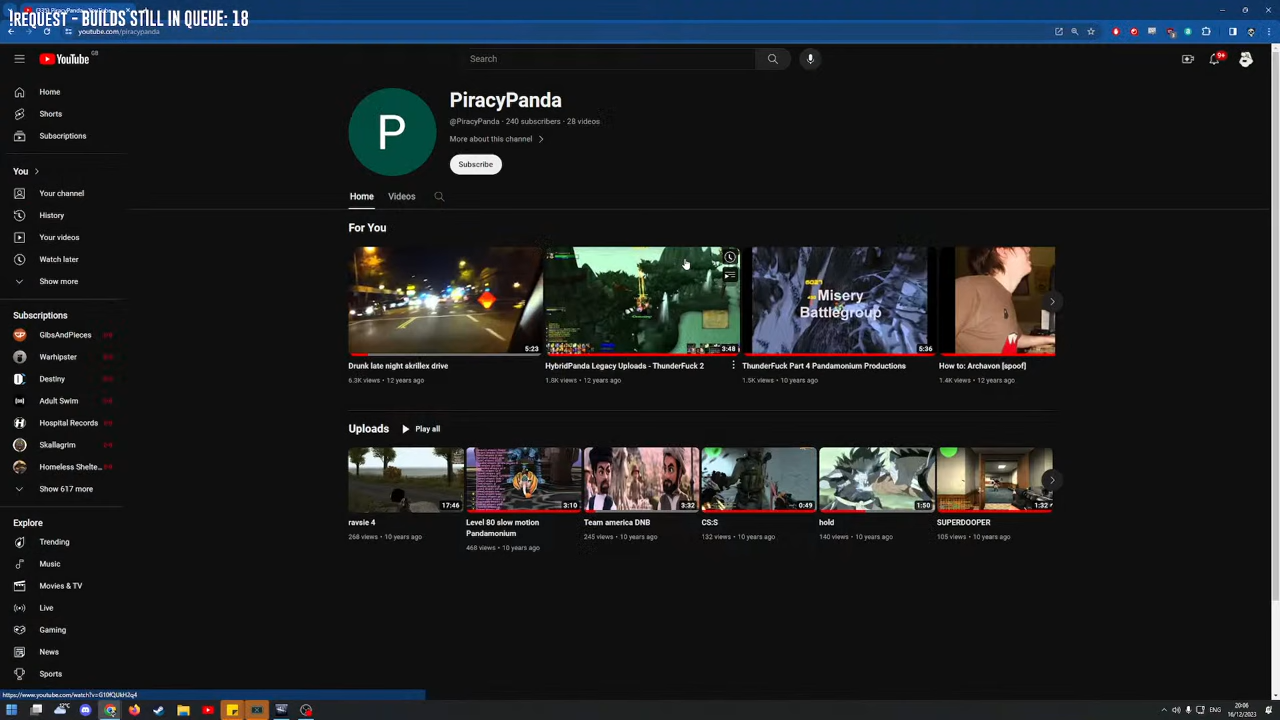 !REQUEST - BUILDS STILL IN QUEUE: 18
youtube.com/piracypanda
YouTube GB
Search
9+
Home
Shorts
Subscriptions
You
Your channel
History
Your videos
Watch later
Show more
Subscriptions
GibsAndPieces
Warhipster
Destiny
Adult Swim
Hospital Records
Skallagrim
Homeless Shelte...
Show 617 more
Explore
Trending
Music
Movies & TV
Live
Gaming
News
Sports
P
PiracyPanda
@PiracyPanda · 240 subscribers · 28 videos
More about this channel
Subscribe
Home
Videos
For You
5:23
3:48
Misery
Battlegroup
5:36
Drunk late night skrillex drive
6.3K views · 12 years ago
HybridPanda Legacy Uploads - ThunderFuck 2
1.8K views · 12 years ago
ThunderFuck Part 4 Pandamonium Productions
1.5K views · 10 years ago
How to: Archavon [spoof]
1.4K views · 12 years ago
Uploads
Play all
17:46
3:10
3:32
0:49
1:50
1:32
ravsie 4
268 views · 10 years ago
Level 80 slow motion
Pandamonium
468 views · 10 years ago
Team america DNB
245 views · 10 years ago
CS:S
132 views · 10 years ago
hold
140 views · 10 years ago
SUPERDOOPER
105 views · 10 years ago
12°C
ENG
20:06
16/12/2023